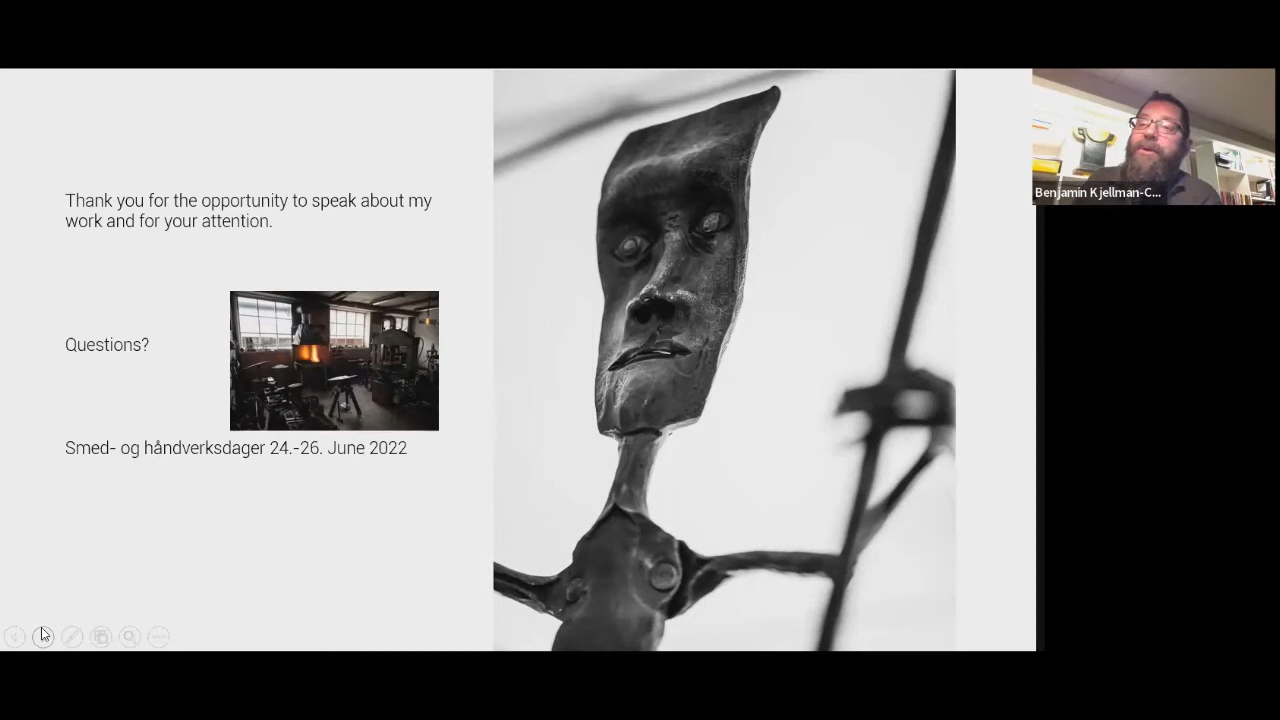 Thank you for the opportunity to speak about my
work and for your attention.
Questions?
Smed- og håndverksdager 24.-26. June 2022
Benjamin Kjellman-C...